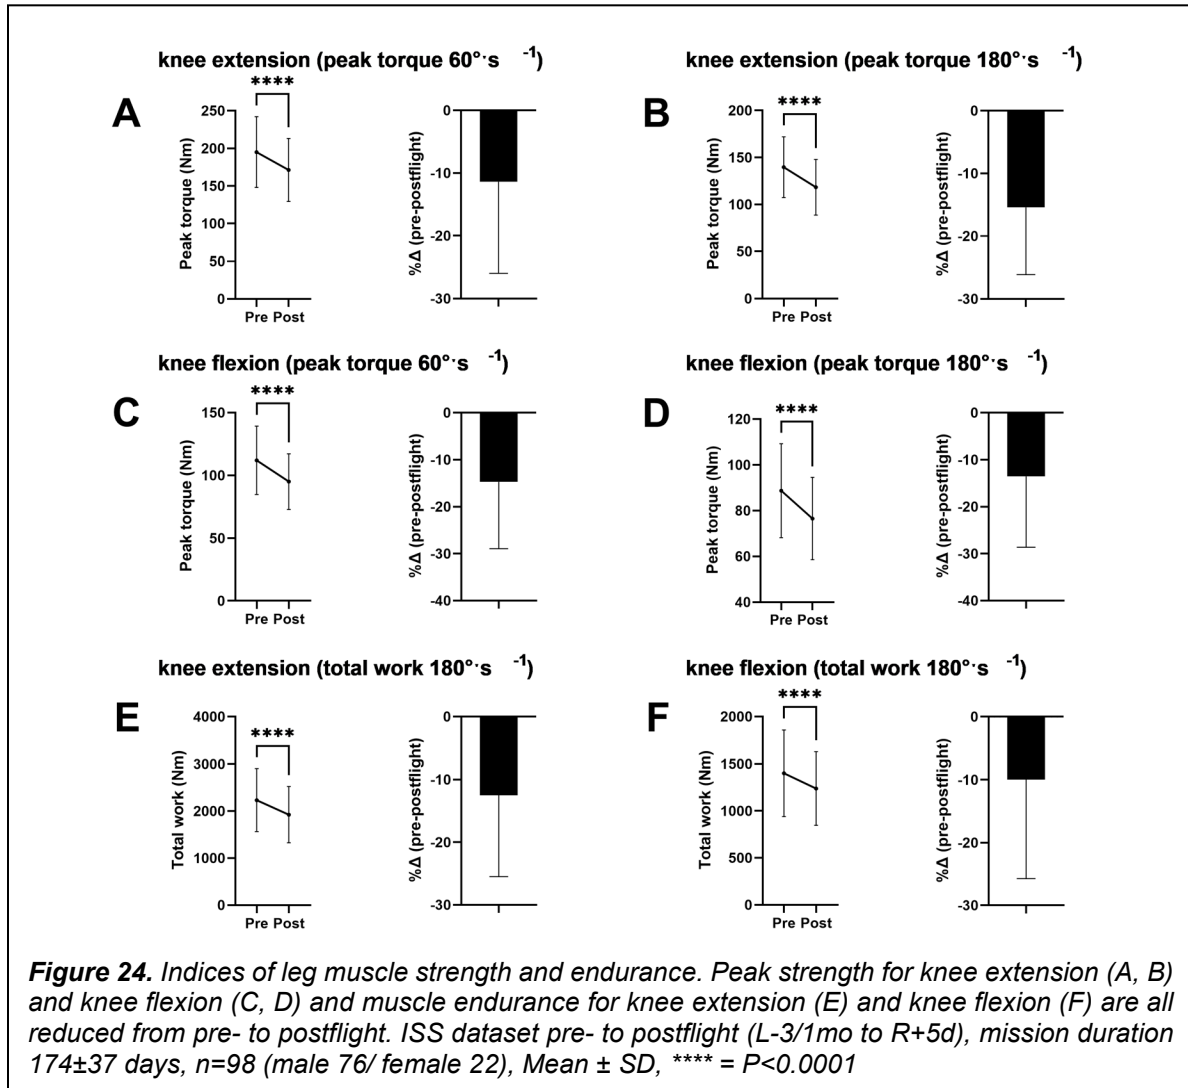 knee extension (peak torque 60°·s -1)
knee extension (peak torque 180°·s -1)
A
****
250
200
150
100
50
0
Peak torque (Nm)
Pre Post
0
-10
-20
-30
%Δ (pre-postflight)
B
****
200
150
100
50
0
Peak torque (Nm)
Pre Post
0
-10
-20
-30
%Δ (pre-postflight)
knee flexion (peak torque 60°·s -1)
knee flexion (peak torque 180°·s -1)
C
****
150
100
50
0
Peak torque (Nm)
Pre Post
0
-10
-20
-30
-40
%Δ (pre-postflight)
D
****
120
100
80
60
40
Peak torque (Nm)
Pre Post
0
-10
-20
-30
-40
%Δ (pre-postflight)
knee extension (total work 180°·s -1)
knee flexion (total work 180°·s -1)
E
****
4000
3000
2000
1000
0
Total work (Nm)
Pre Post
0
-10
-20
-30
%Δ (pre-postflight)
F
****
2000
1500
1000
500
0
Total work (Nm)
Pre Post
0
-10
-20
-30
%Δ (pre-postflight)
Figure 24. Indices of leg muscle strength and endurance. Peak strength for knee extension (A, B)
and knee flexion (C, D) and muscle endurance for knee extension (E) and knee flexion (F) are all
reduced from pre- to postflight. ISS dataset pre- to postflight (L-3/1mo to R+5d), mission duration
174±37 days, n=98 (male 76/ female 22), Mean ± SD, **** = P<0.0001